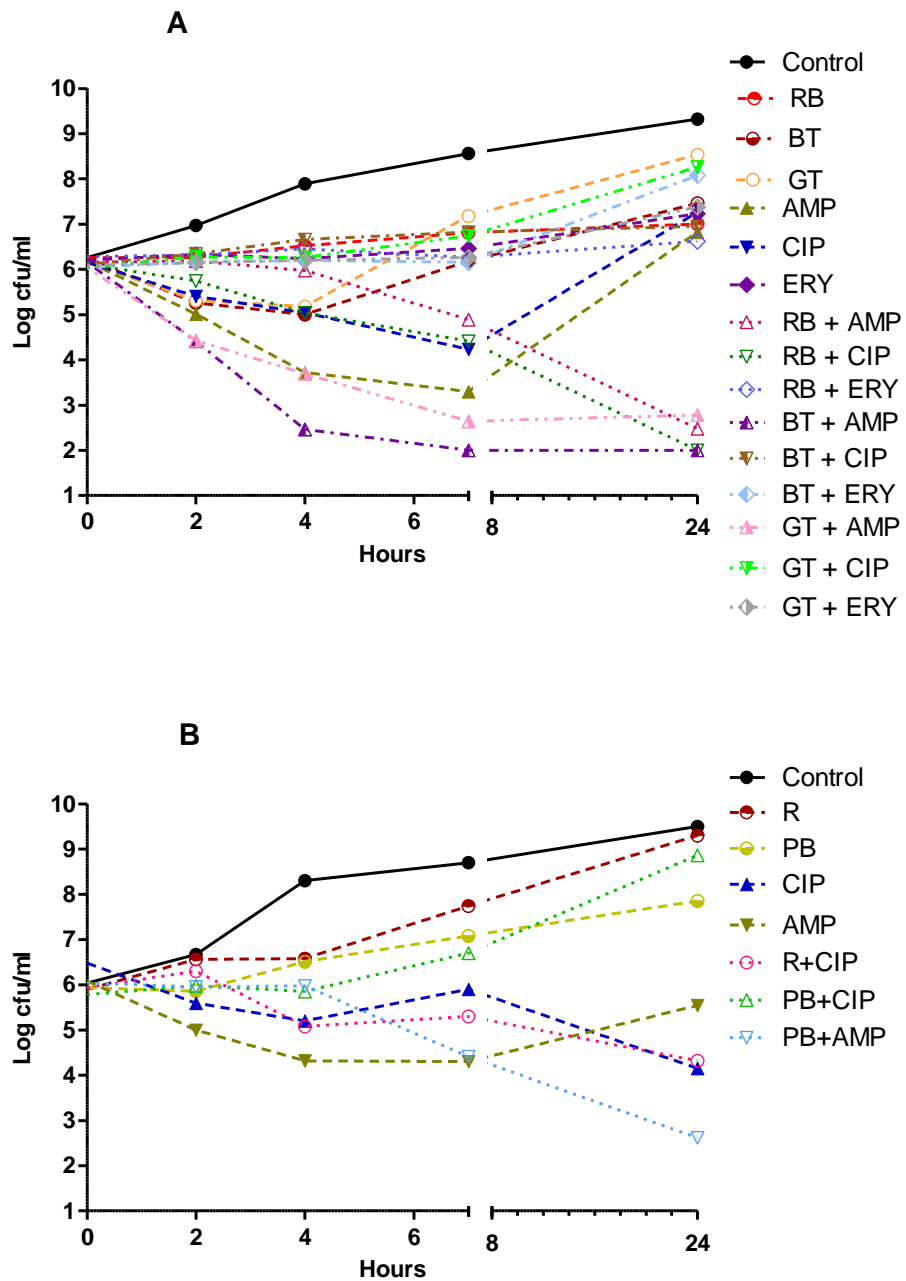 A
Control
RB
BT
GT
AMP
CIP
ERY
RB + AMP
RB + CIP
RB + ERY
BT + AMP
BT + CIP
BT + ERY
GT + AMP
GT + CIP
GT + ERY
10
9
8
7
6
5
4
3
2
1
Log cfu/ml
0 2 4 6 8 24
Hours
B
Control
R
PB
CIP
AMP
R+CIP
PB+CIP
PB+AMP
10
9
8
7
6
5
4
3
2
1
Log cfu/ml
0 2 4 6 8 24
Hours